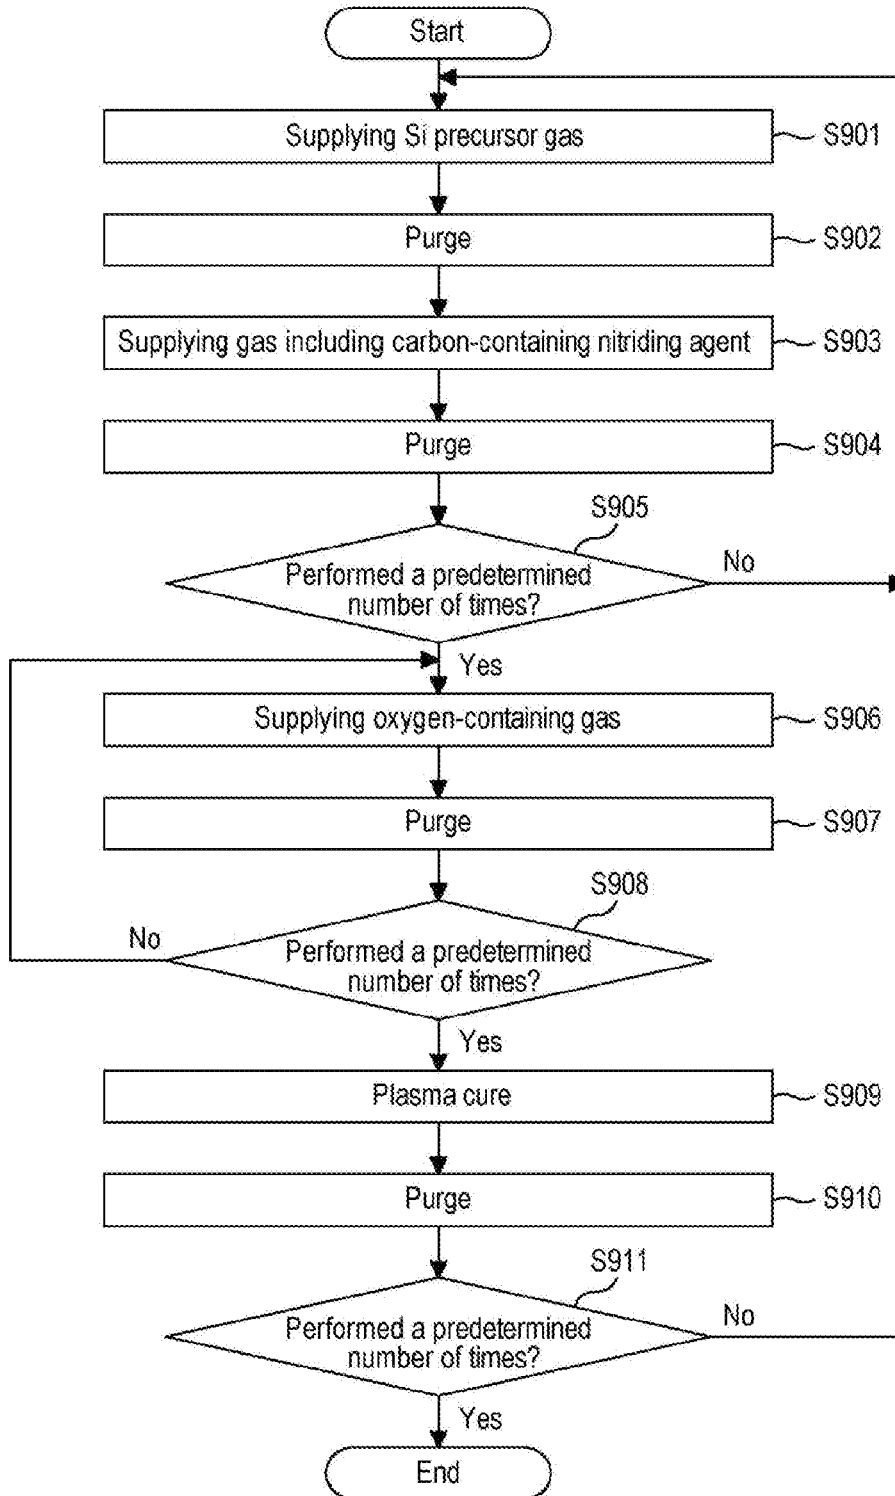 Start
Supplying Si precursor gas
S901
Purge
S902
Supplying gas including carbon-containing nitriding agent
S903
Purge
S904
S905
Performed a predetermined
number of times?
No
Yes
Supplying oxygen-containing gas
S906
Purge
S907
S908
No
Performed a predetermined
number of times?
Yes
Plasma cure
S909
Purge
S910
S911
Performed a predetermined
number of times?
No
Yes
End